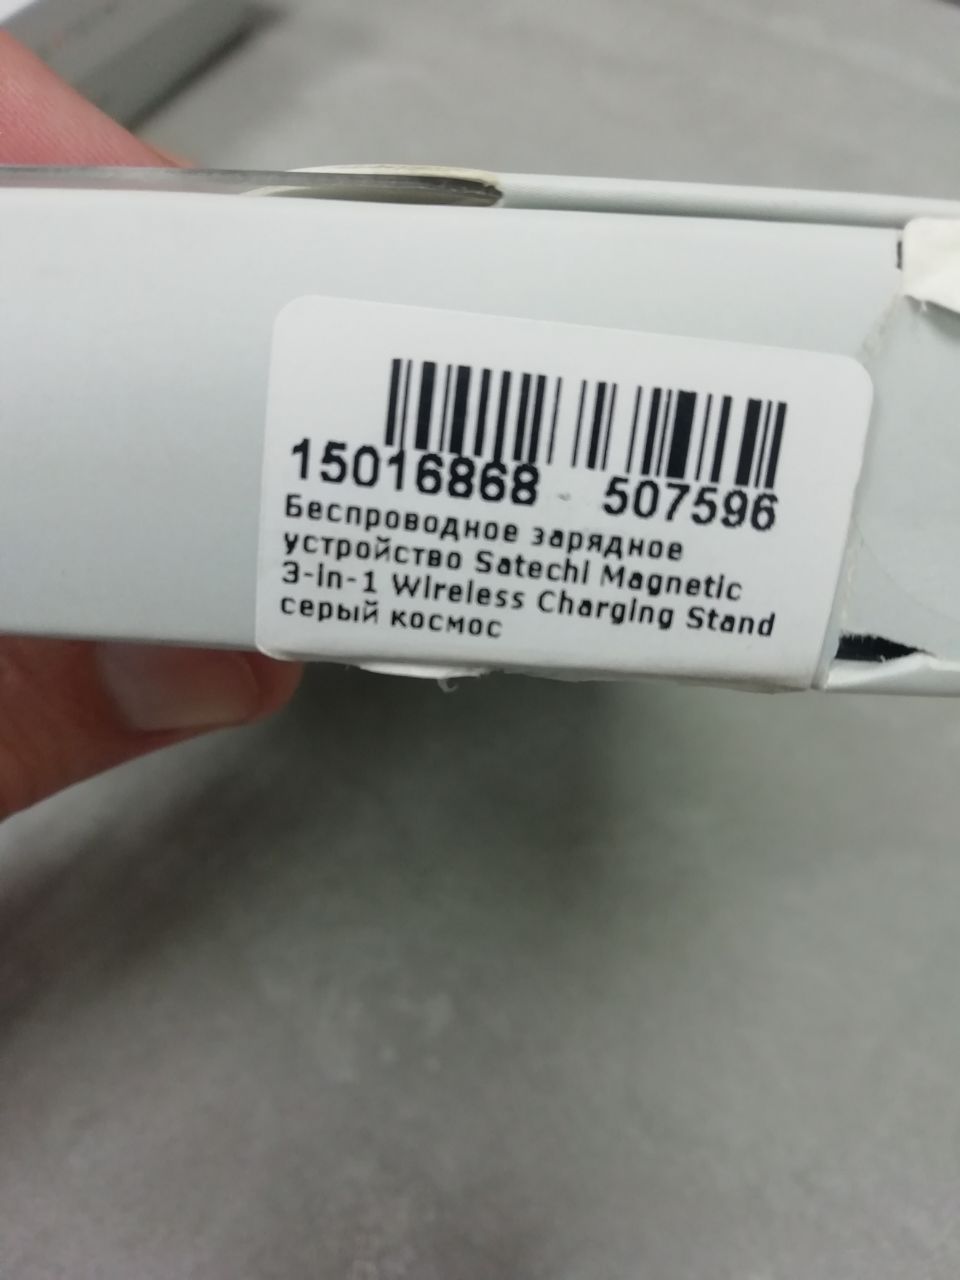 15016868 - 507596
Беспроводное зарядное
устройство Satechi Magnetic
3-in-1 Wireless Charging Stand
серый космос